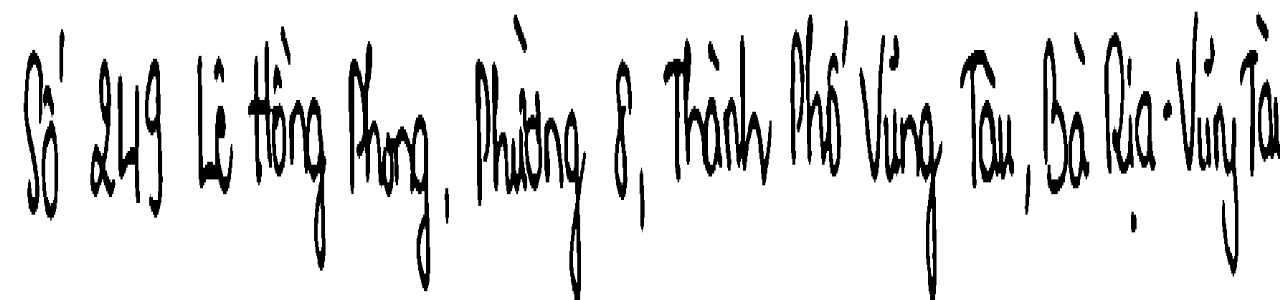 Số 249 Lê Hồng Phong, Phường 8, Thành Phố Vũng Tàu, Bà Rịa - Vũng Tàu